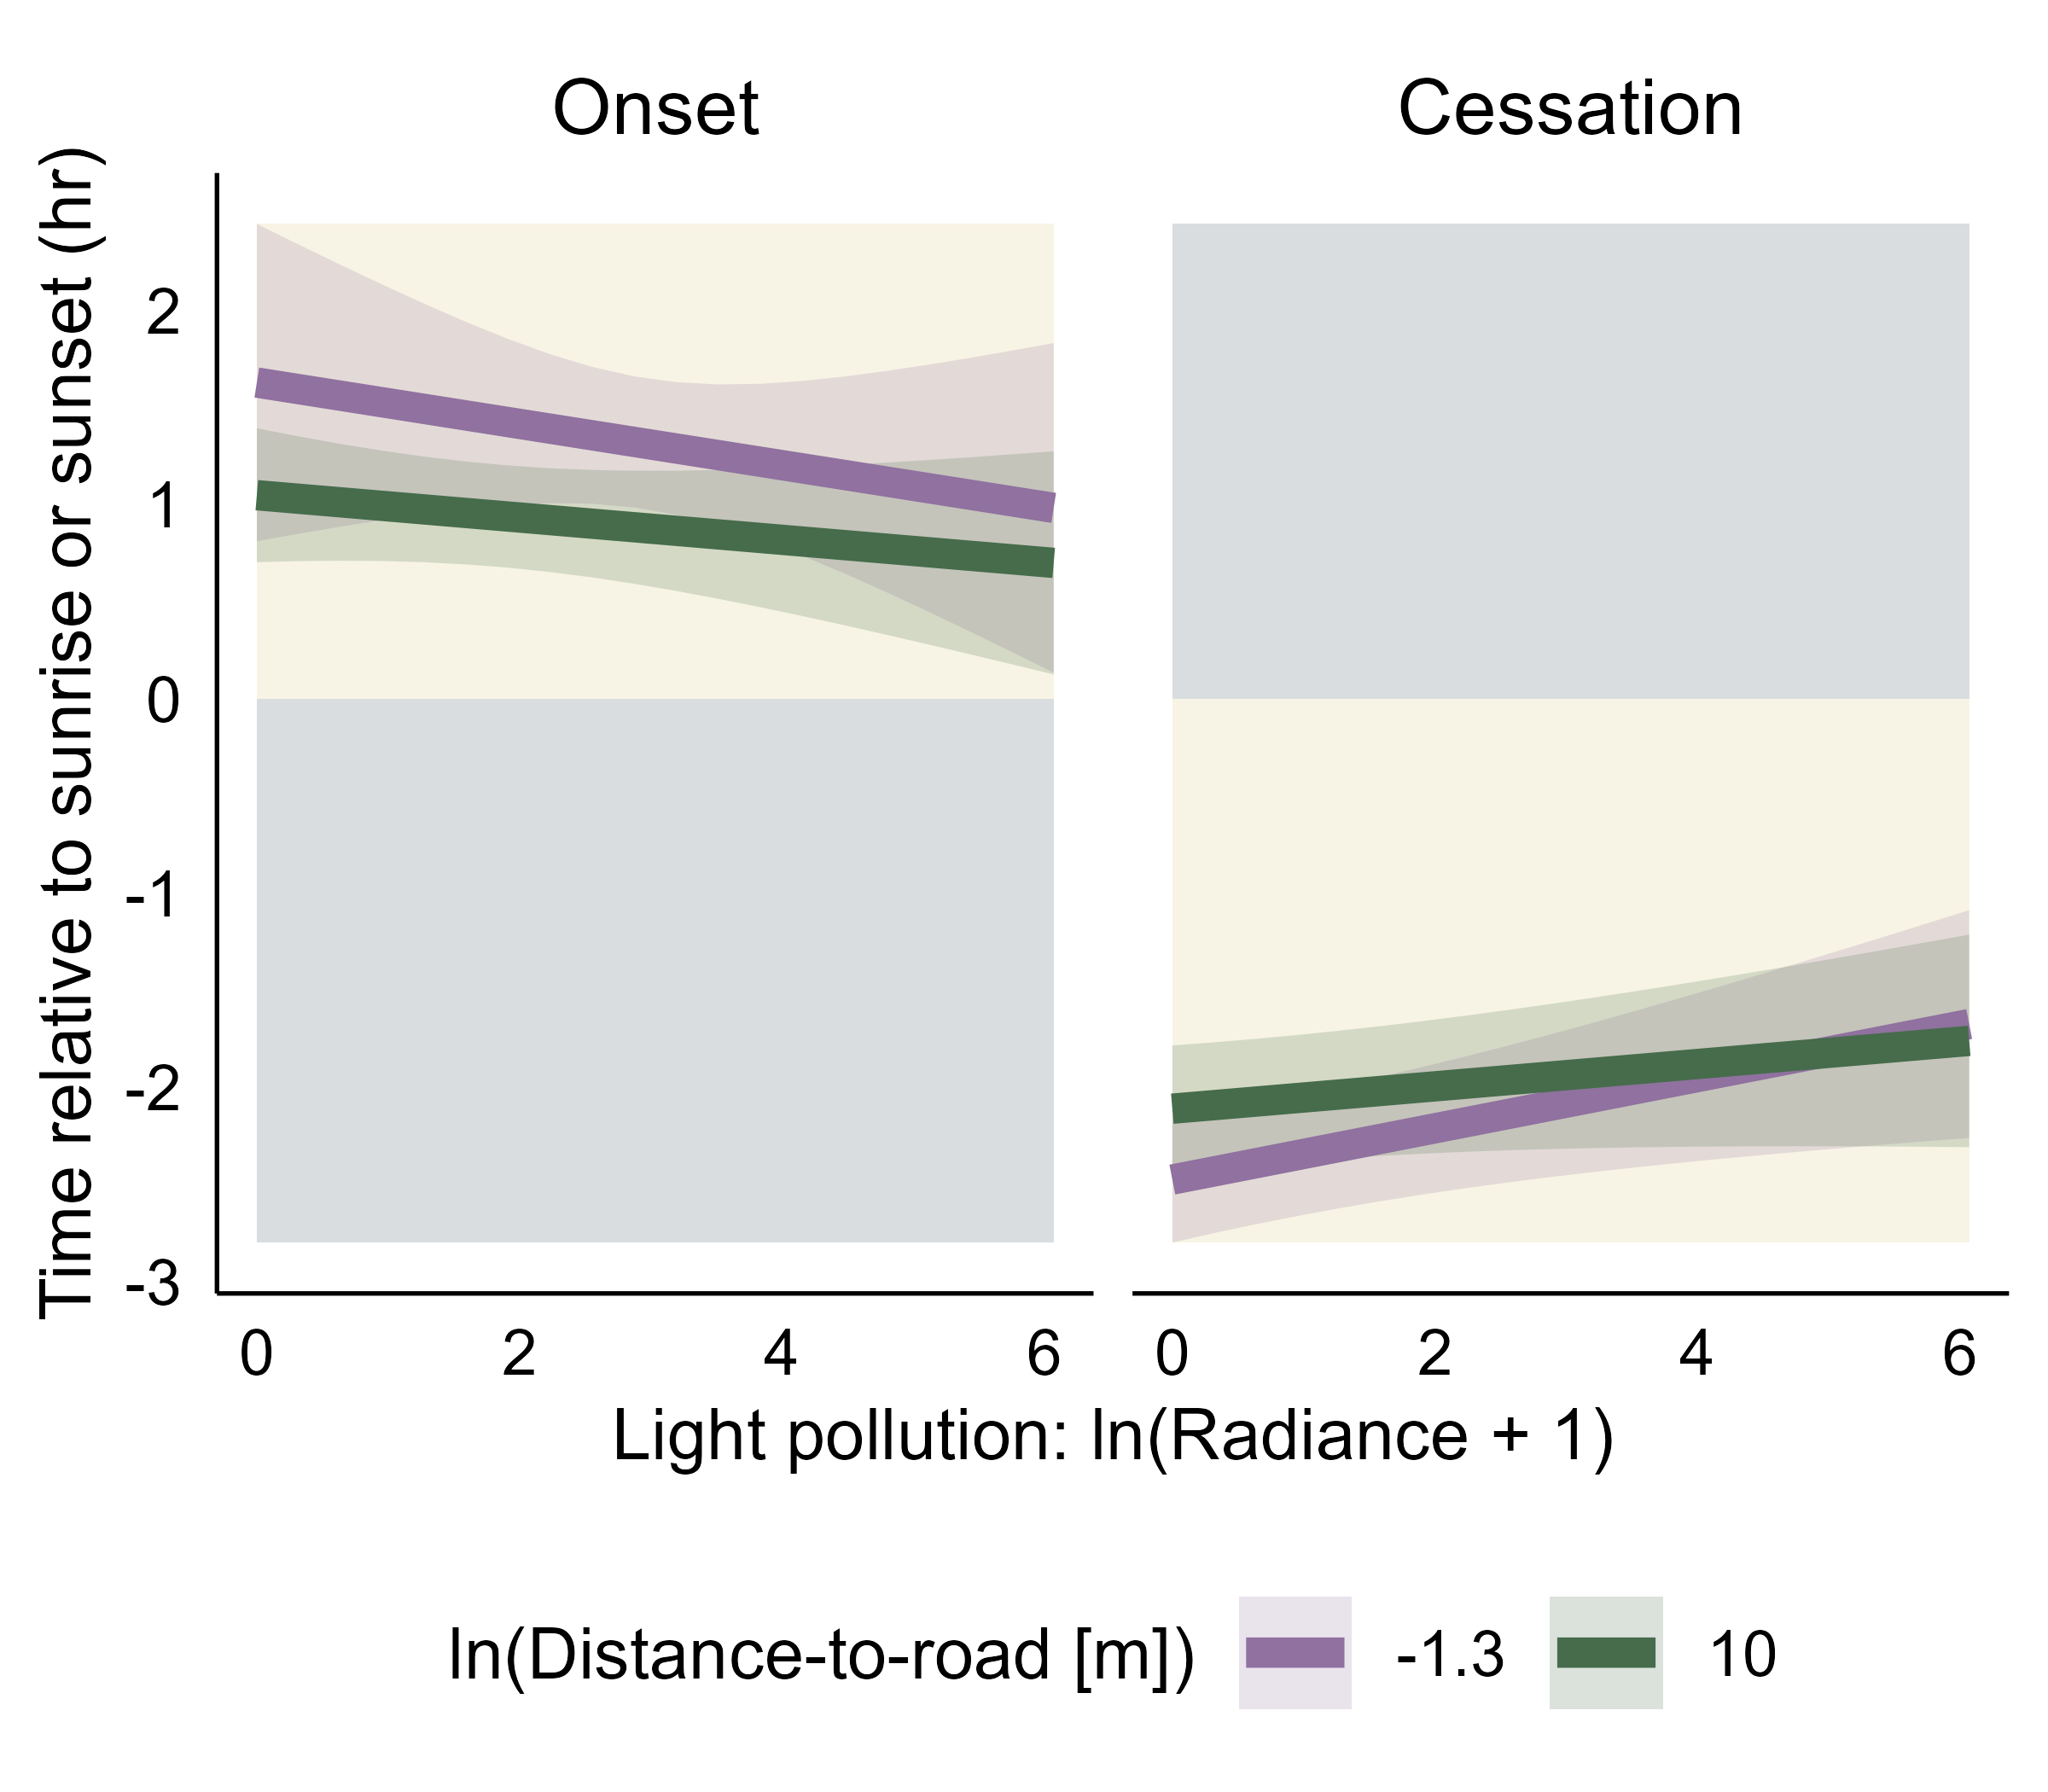 Onset
Cessation
Time relative to sunrise or sunset (hr)
2
1
0
-1
-2
-3
0 2 4 6
0 2 4 6
Light pollution: ln(Radiance + 1)
ln(Distance-to-road [m]) -1.3 10